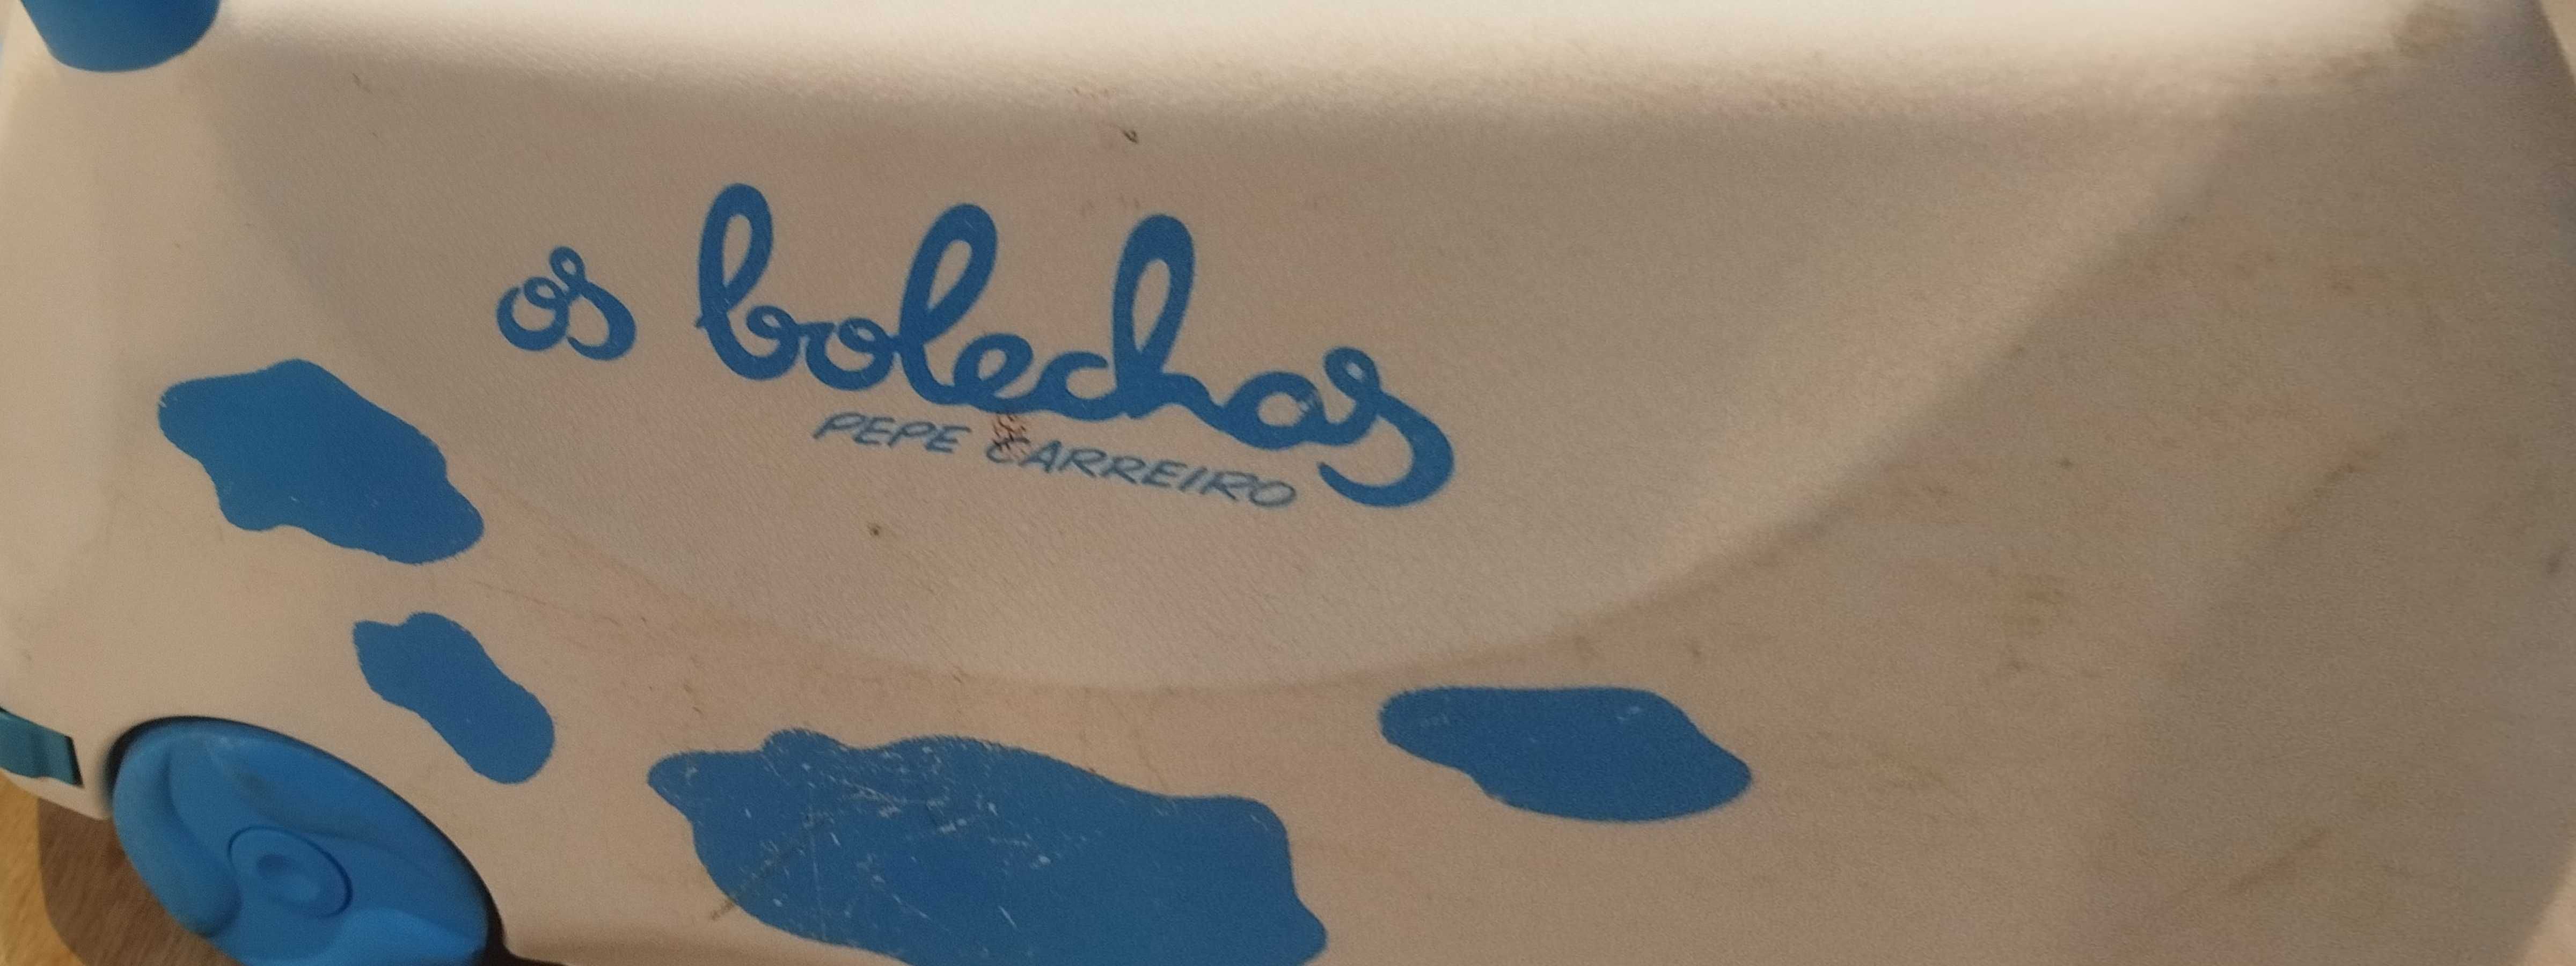 os bolechas
PEPE CARREIRO